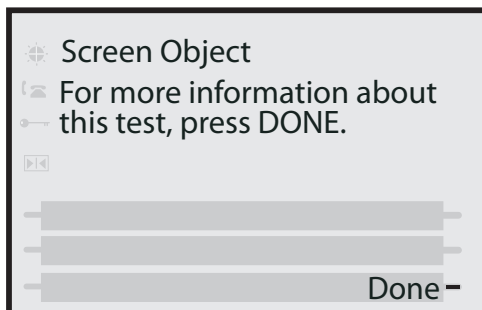 Screen Object
For more information about
this test, press DONE.
Done